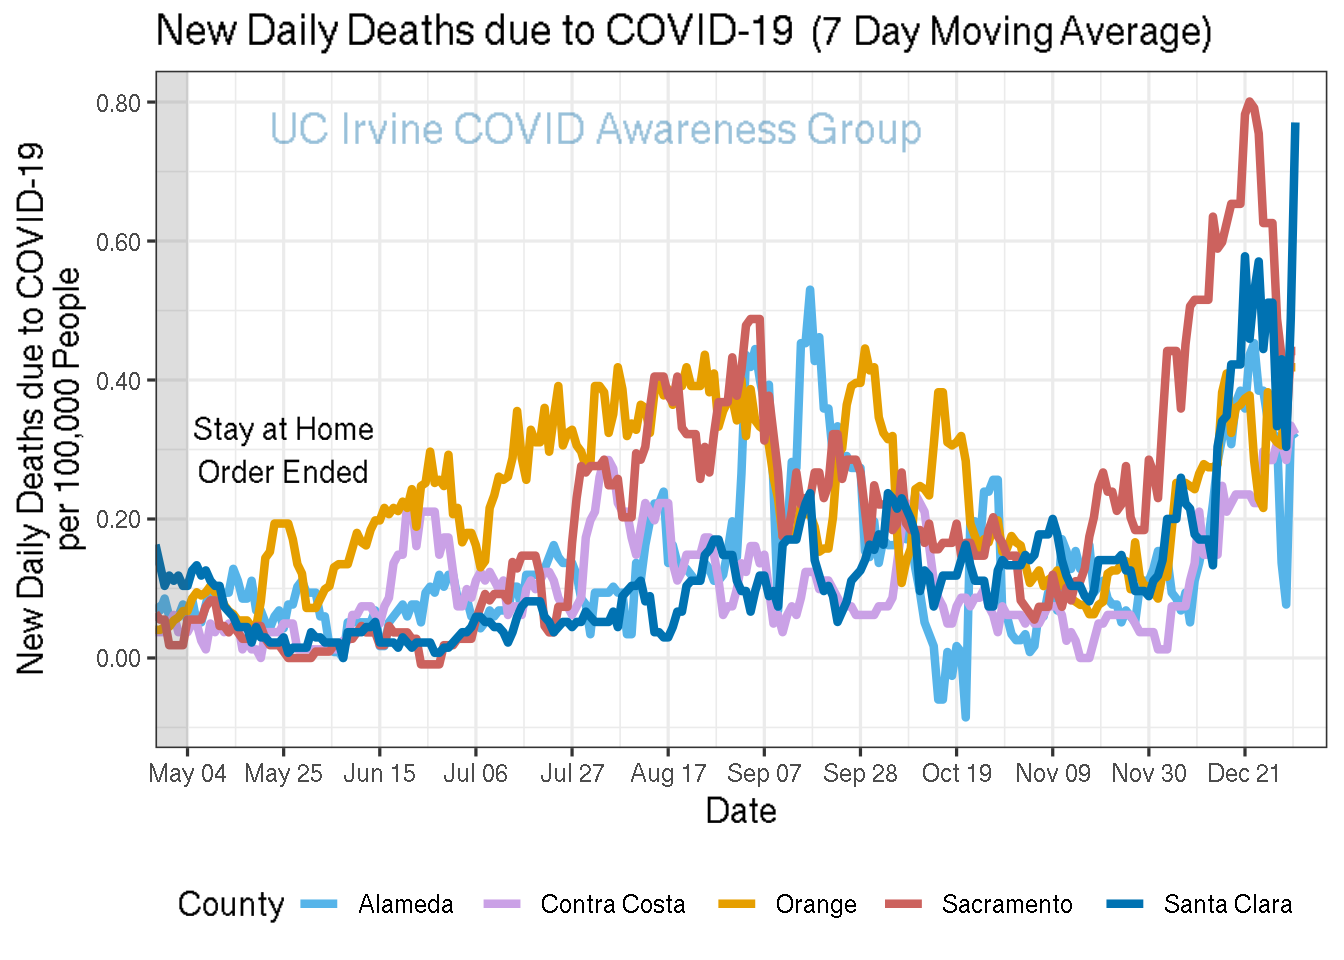 New Daily Deaths due to COVID-19 (7 Day Moving Average)
UC Irvine COVID Awareness Group
New Daily Deaths due to COVID-19
per 100,000 People
0.80
0.60
0.40
0.20
0.00
Stay at Home
Order Ended
May 04 May 25 Jun 15 Jul 06 Jul 27 Aug 17 Sep 07 Sep 28 Oct 19 Nov 09 Nov 30 Dec 21
Date
County Alameda Contra Costa Orange Sacramento Santa Clara